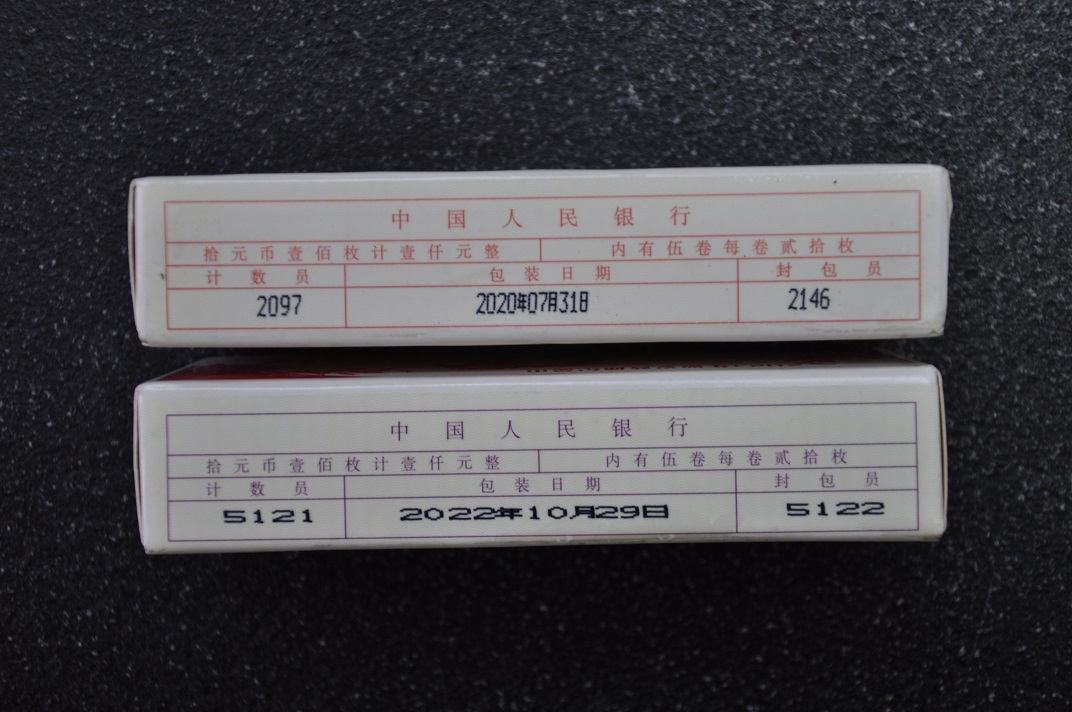 中国人民银行
拾元币壹佰枚计壹仟元整 内有伍卷每卷贰拾枚
计数员 包装日期 封包员
2097 2020年07月31日 2146
中国人民银行
拾元币壹佰枚计壹仟元整 内有伍卷每卷贰拾枚
计数员 包装日期 封包员
5121 2022年10月29日 5122